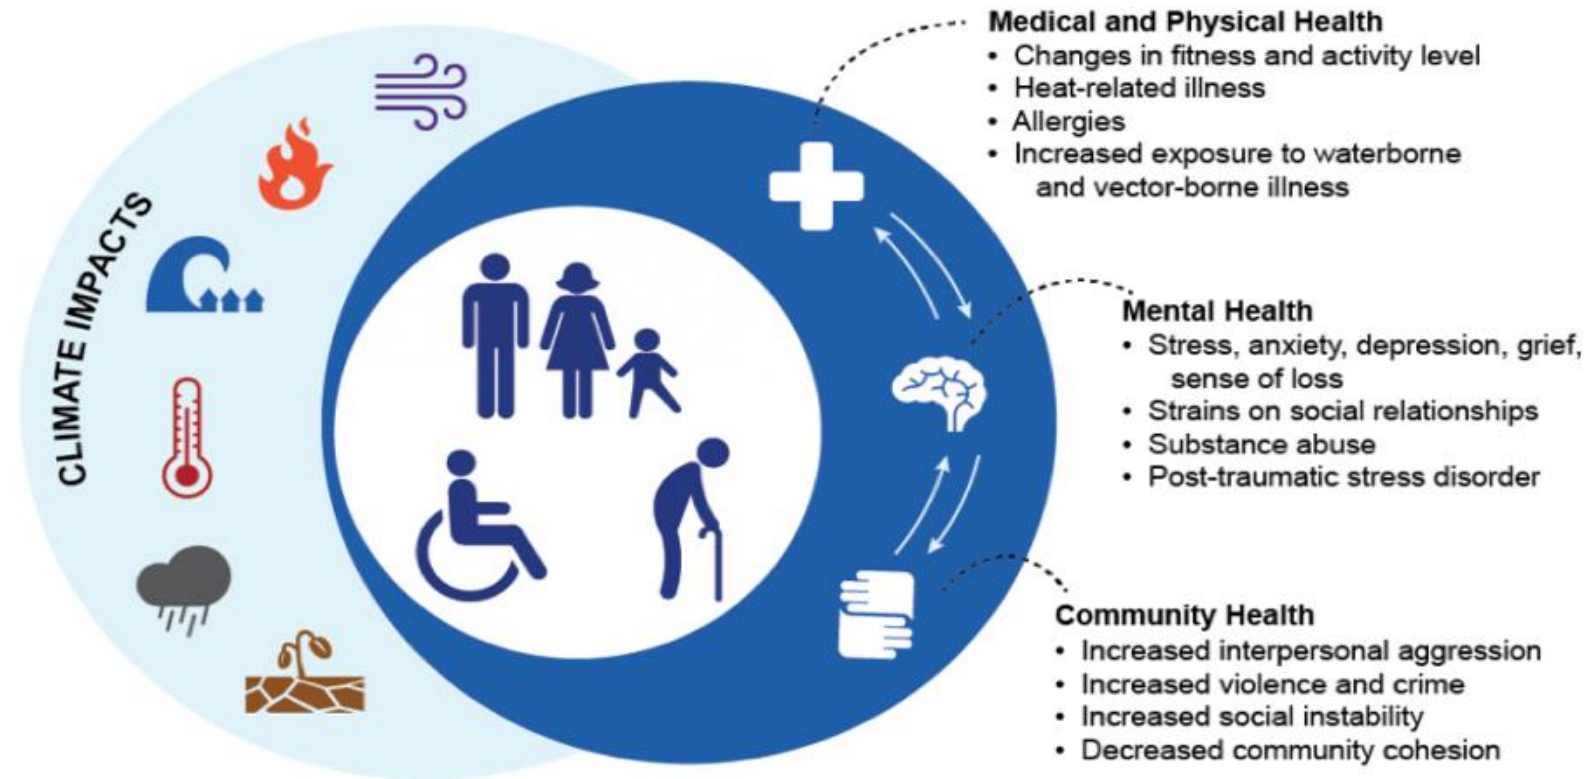 CLIMATE IMPACTS
Medical and Physical Health
• Changes in fitness and activity level
• Heat-related illness
• Allergies
• Increased exposure to waterborne
and vector-borne illness
Mental Health
• Stress, anxiety, depression, grief,
sense of loss
• Strains on social relationships
• Substance abuse
• Post-traumatic stress disorder
Community Health
• Increased interpersonal aggression
• Increased violence and crime
• Increased social instability
• Decreased community cohesion